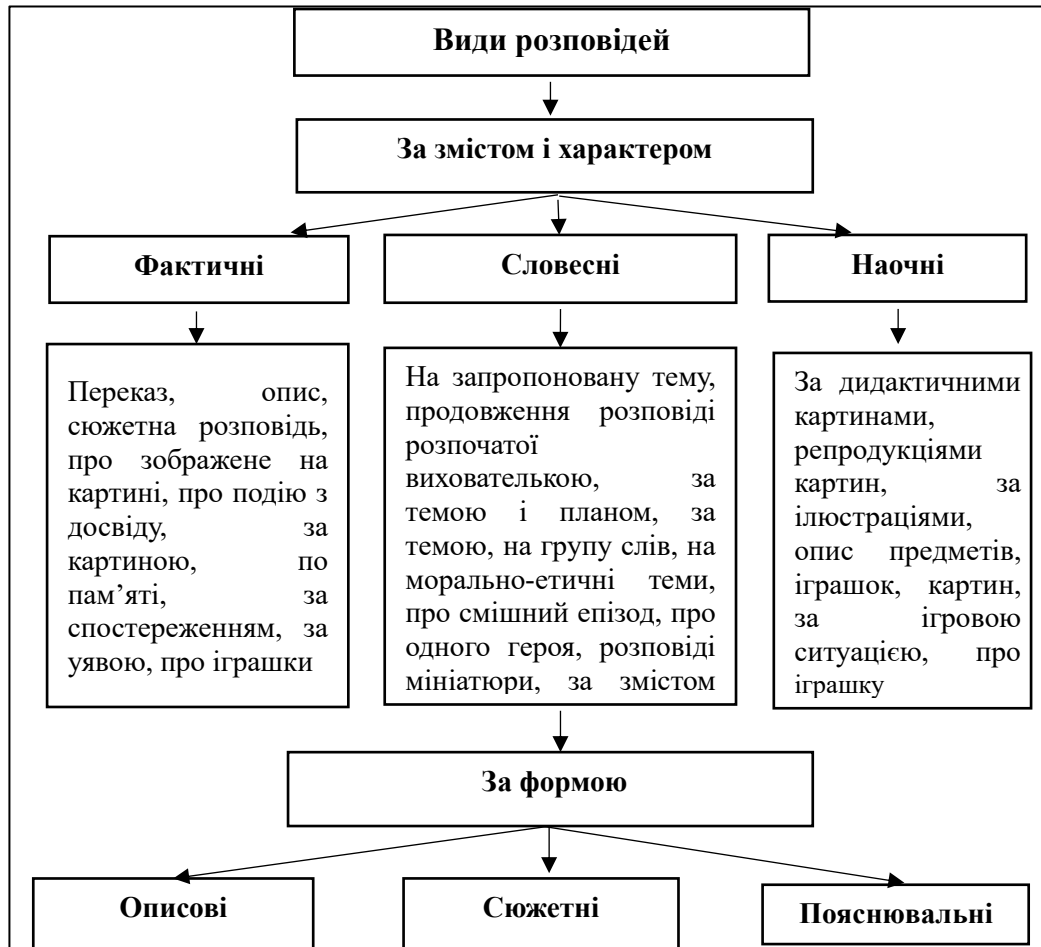 Види розповідей
За змістом і характером
Фактичні
Словесні
Наочні
Переказ, опис,
сюжетна розповідь,
про зображене на
картині, про подію з
досвіду, за
картиною, по
пам’яті, за
спостереженням, за
уявою, про іграшки
На запропоновану тему,
продовження розповіді
розпочатої
вихователькою, за
темою і планом, за
темою, на групу слів, на
морально-етичні теми,
про смішний епізод, про
одного героя, розповіді
мініатюри, за змістом
За дидактичними
картинами,
репродукціями
картин, за
ілюстраціями,
опис предметів,
іграшок, картин,
за ігровою
ситуацією, про
іграшку
За формою
Описові
Сюжетні
Пояснювальні